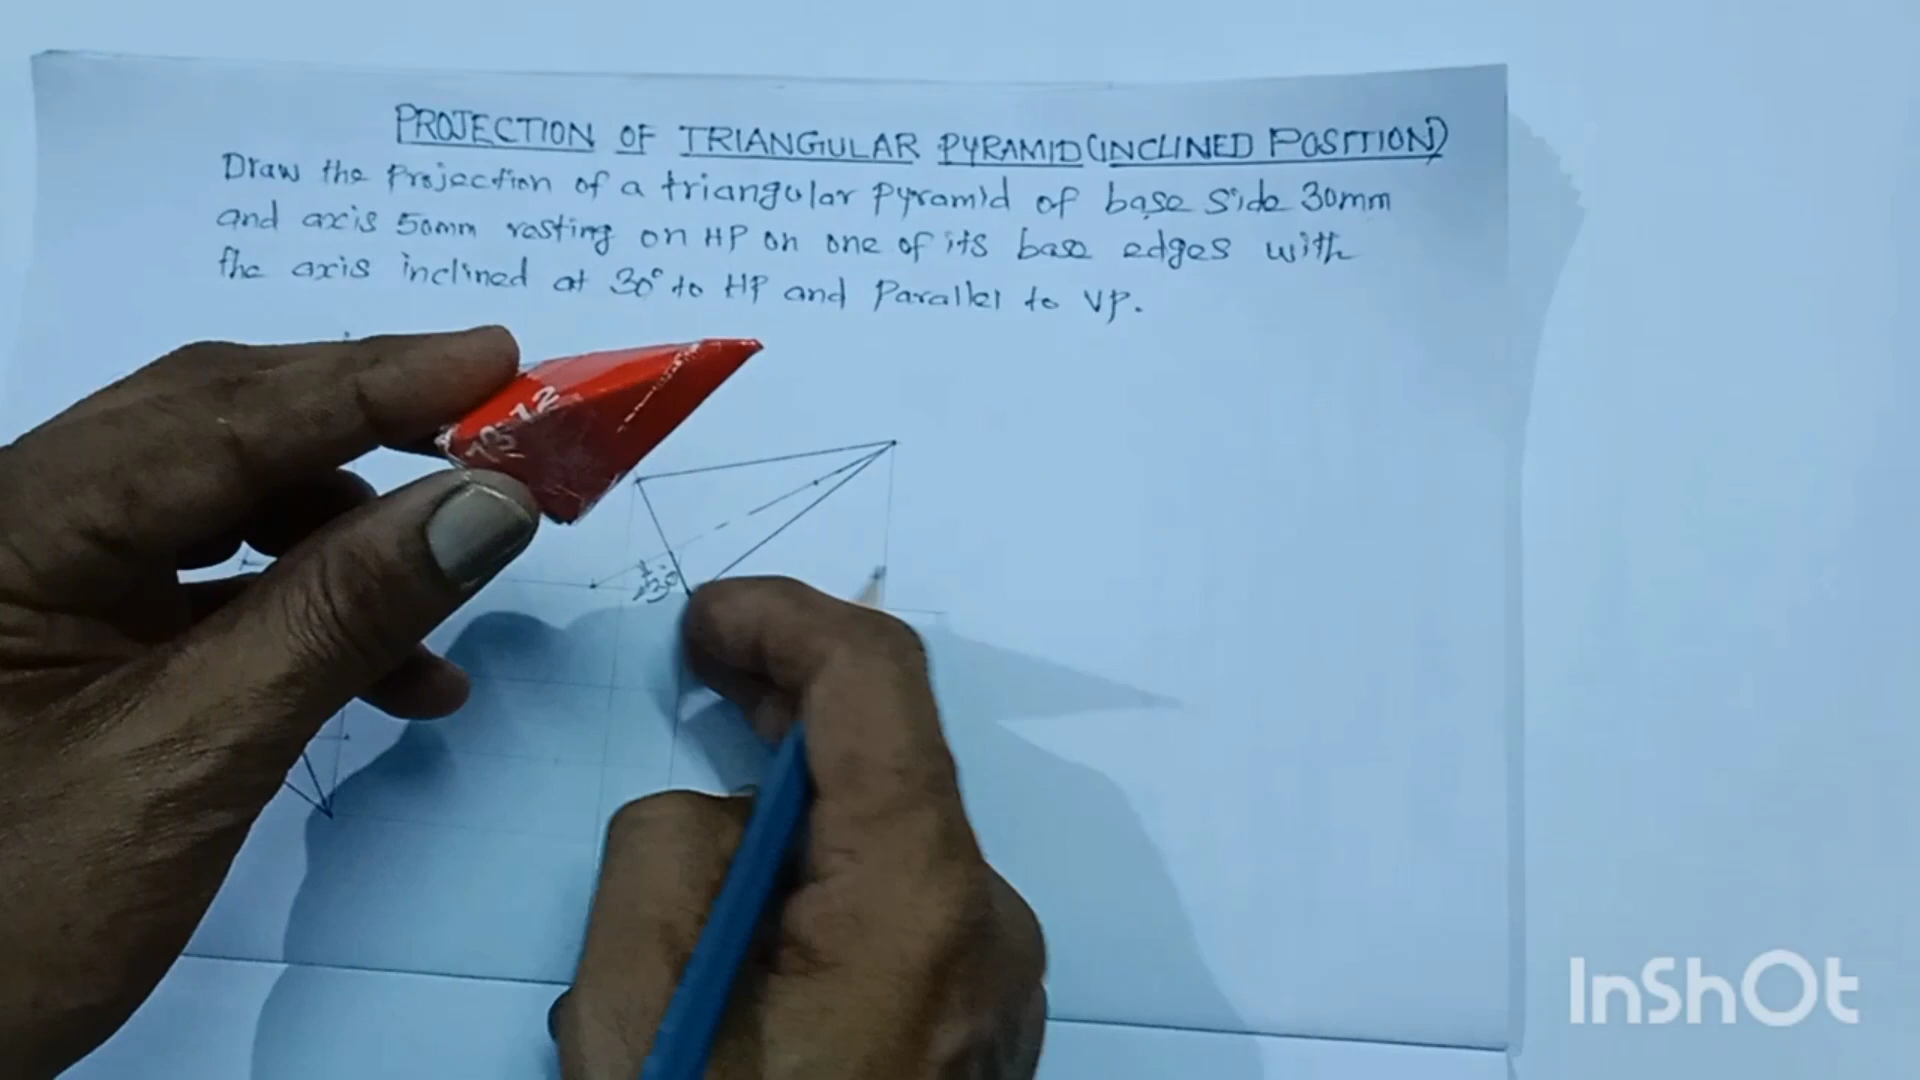 PROJECTION OF TRIANGULAR PYRAMID (INCLINED POSITION)
Draw the Projection of a triangular pyramid of base side 30mm
and axis 50mm resting on HP on one of its base edges with
the axis inclined at 30° to HP and Parallel to VP.
30°
InShOt